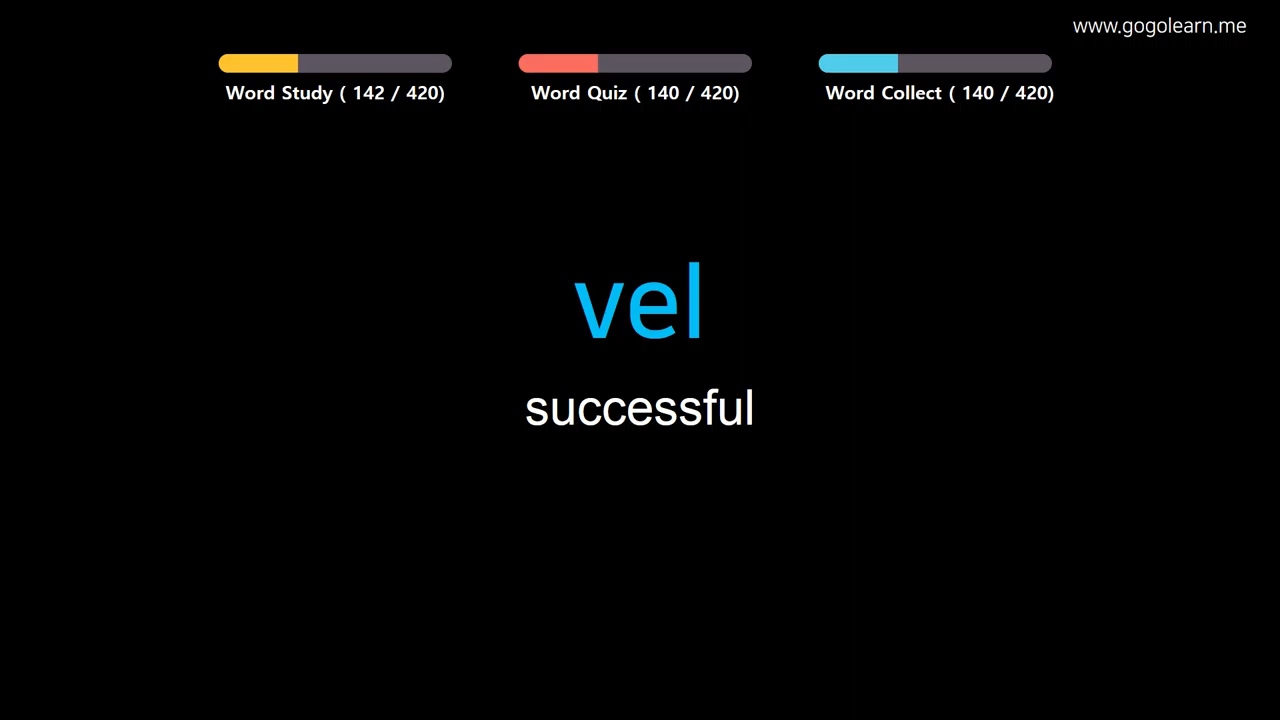 www.gogolearn.me
Word Study ( 142 / 420)
Word Quiz ( 140 / 420)
Word Collect ( 140 / 420)
vel
successful